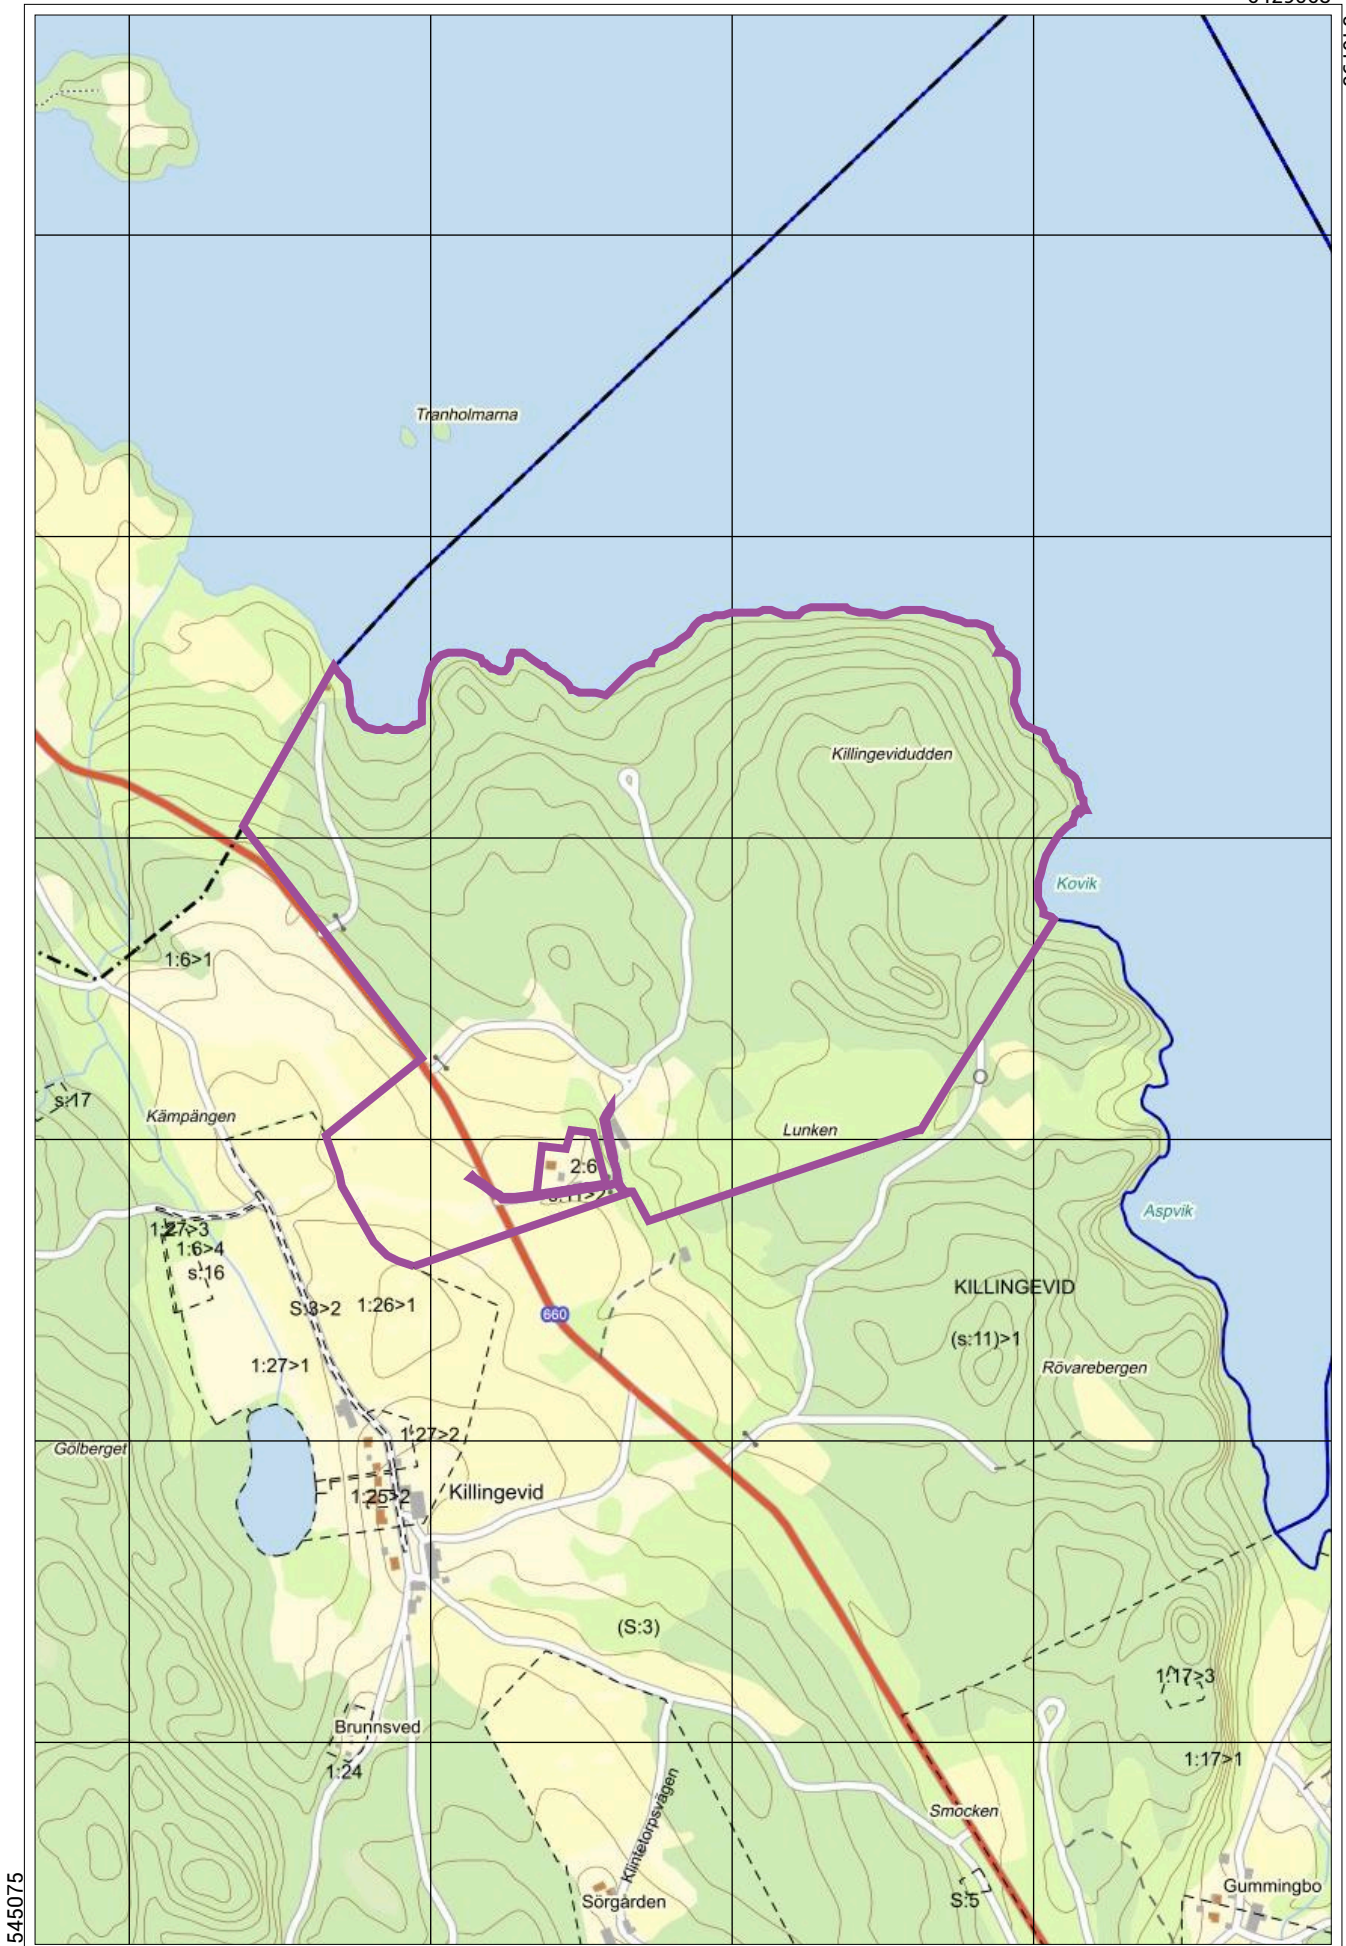 Tranholmarna
Killingevidudden
Kovik
1:6>1
s:17
Kämpängen
Lunken
2:6
s:11>2
Aspvik
1:27>3
1:6>4
s:16
KILLINGEVID
S:3>2
1:26>1
660
(s:11)>1
1:27>1
Rövarebergen
1:27>2
Gölberget
Killingevid
1:25>2
(S:3)
1:17>3
Brunnsved
1:17>1
1:24
Klintetorpsvägen
Smocken
Gummingbo
Sörgården
S:5
545075